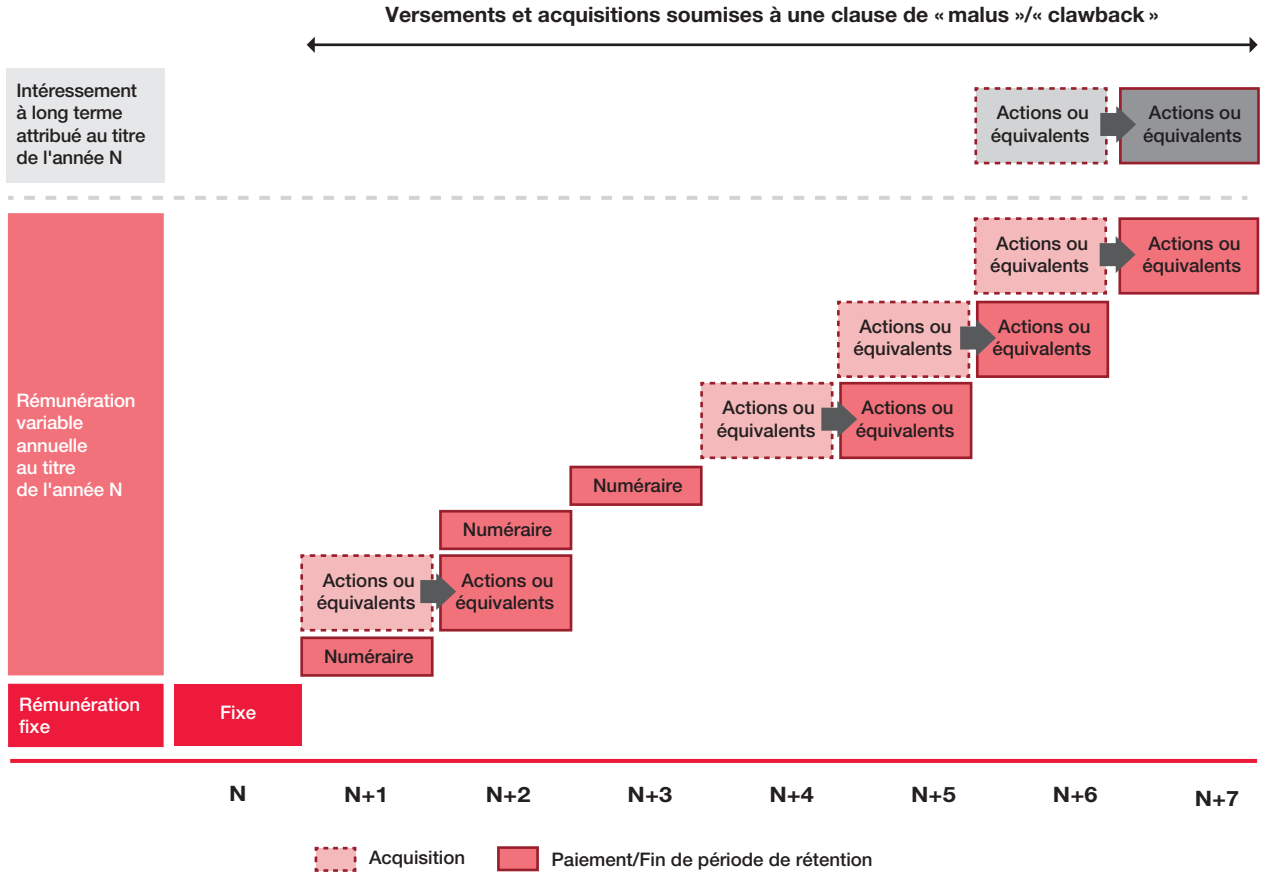 Versements et acquisitions soumises à une clause de « malus »/« clawback »
Intéressement
à long terme
attribué au titre
de l'année N
Actions ou
équivalents
Actions ou
équivalents
Rémunération
variable
annuelle
au titre
de l'année N
Actions ou
équivalents
Actions ou
équivalents
Actions ou
équivalents
Actions ou
équivalents
Actions ou
équivalents
Actions ou
équivalents
Numéraire
Numéraire
Actions ou
équivalents
Actions ou
équivalents
Numéraire
Rémunération
fixe
Fixe
N N+1 N+2 N+3 N+4 N+5 N+6 N+7
Acquisition Paiement/Fin de période de rétention